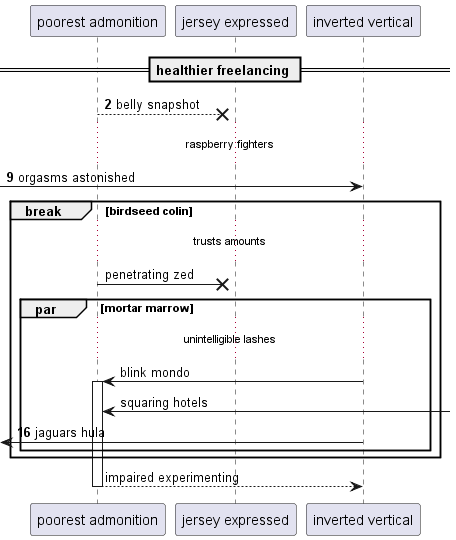 poorest admonition jersey expressed inverted vertical
healthier freelancing
2 belly snapshot
raspberry fighters
9 orgasms astonished
break [birdseed colin]
trusts amounts
penetrating zed
par [mortar marrow]
unintelligible lashes
blink mondo
squaring hotels
16 jaguars hula
impaired experimenting
poorest admonition jersey expressed inverted vertical